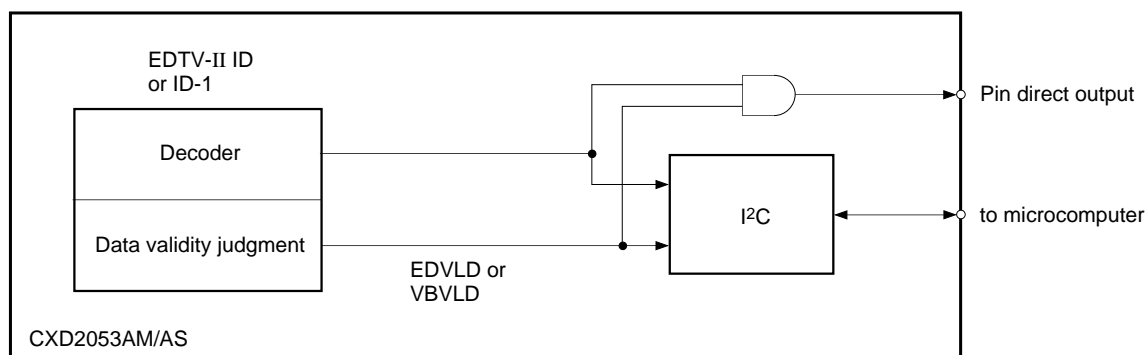 EDTV-II ID
or ID-1
Decoder
Data validity judgment
EDVLD or
VBVLD
I²C
Pin direct output
to microcomputer
CXD2053AM/AS